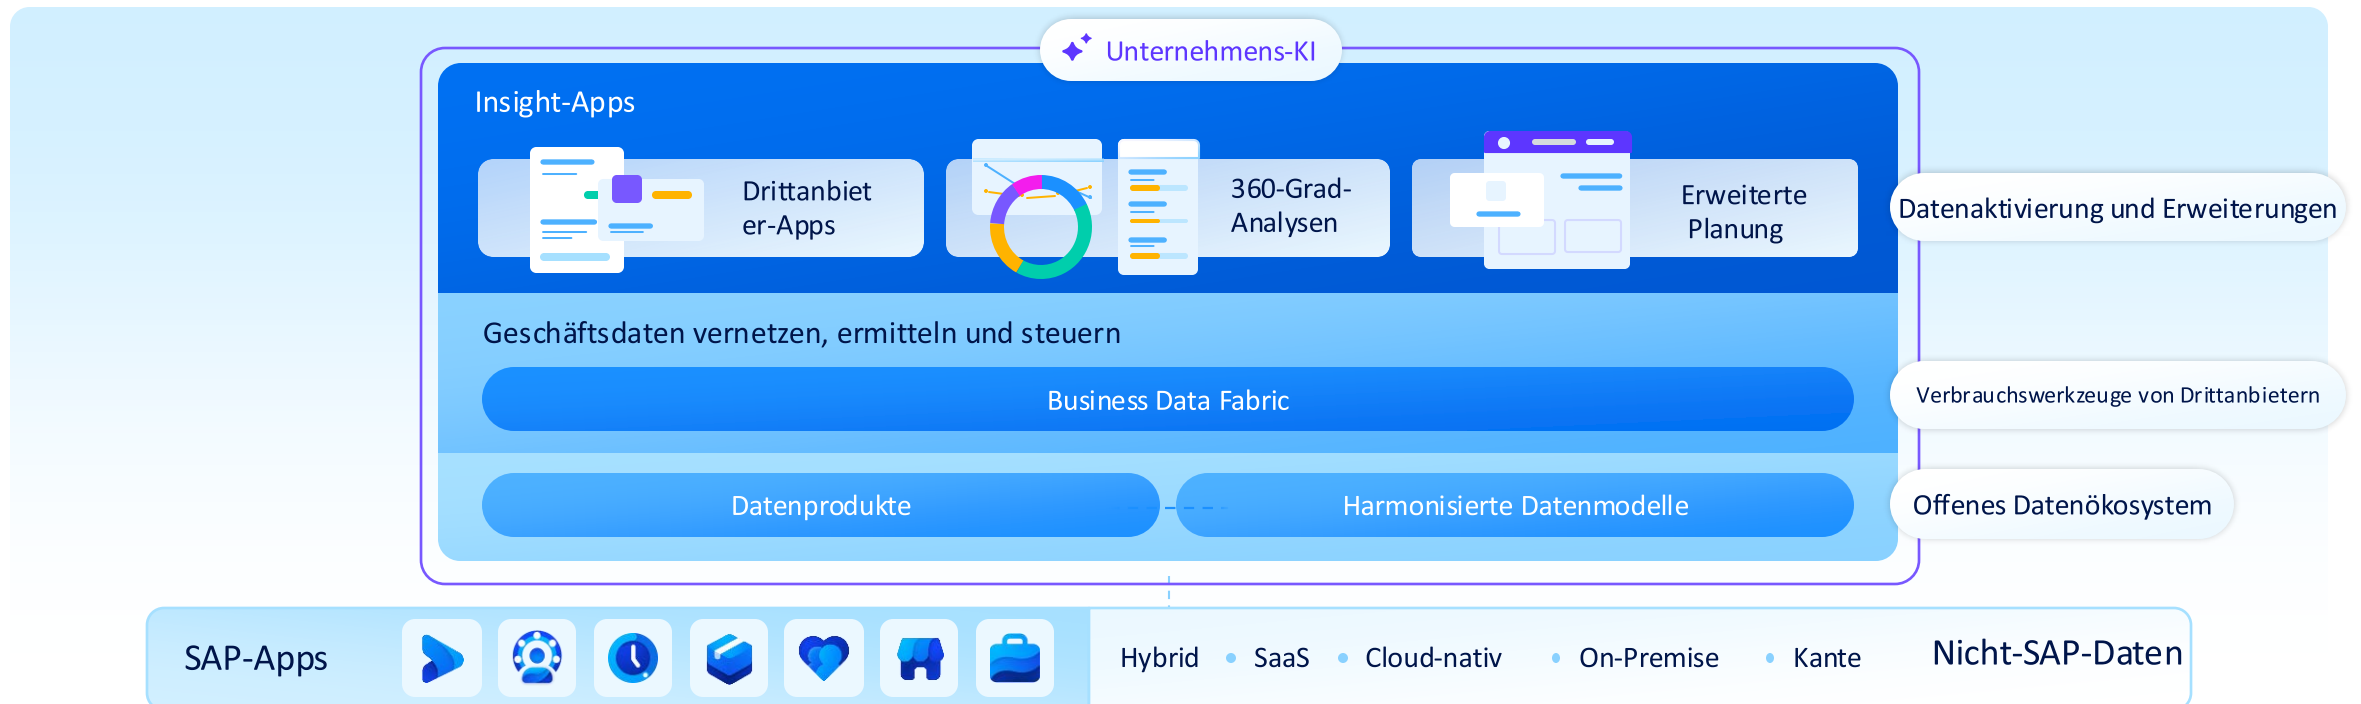 Unternehmens-KI
Insight-Apps
Drittanbiet
er-Apps
360-Grad-
Analysen
Erweiterte
Planung
Datenaktivierung und Erweiterungen
Geschäftsdaten vernetzen, ermitteln und steuern
Business Data Fabric
Verbrauchswerkzeuge von Drittanbietern
Datenprodukte
Harmonisierte Datenmodelle
Offenes Datenökosystem
SAP-Apps
Hybrid • SaaS • Cloud-nativ • On-Premise • Kante
Nicht-SAP-Daten